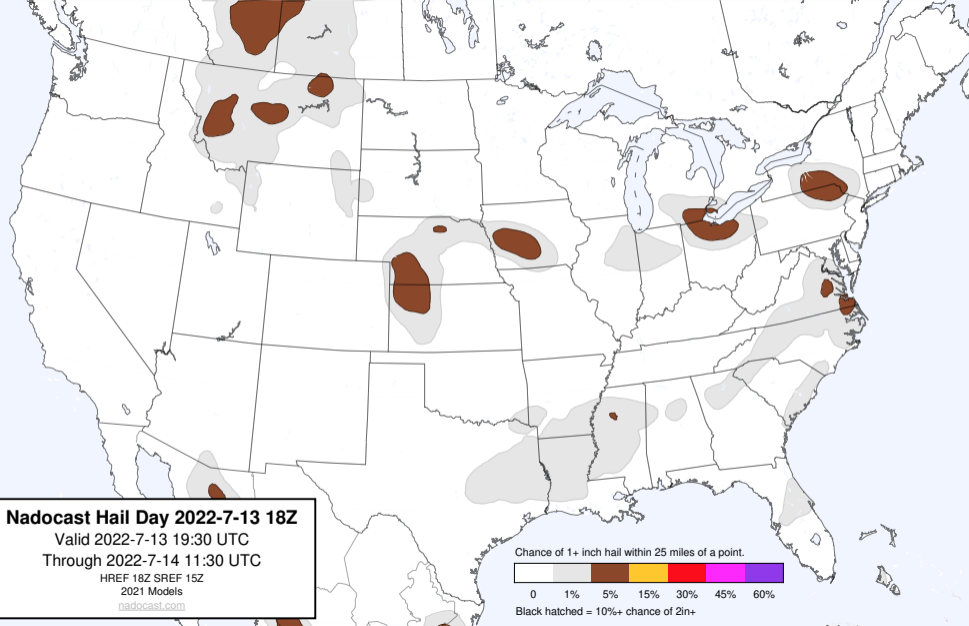 Nadocast Hail Day 2022-7-13 18Z
Valid 2022-7-13 19:30 UTC
Through 2022-7-14 11:30 UTC
HREF 18Z SREF 15Z
2021 Models
nadocast.com
Chance of 1+ inch hail within 25 miles of a point.
0 1% 5% 15% 30% 45% 60%
Black hatched = 10%+ chance of 2in+